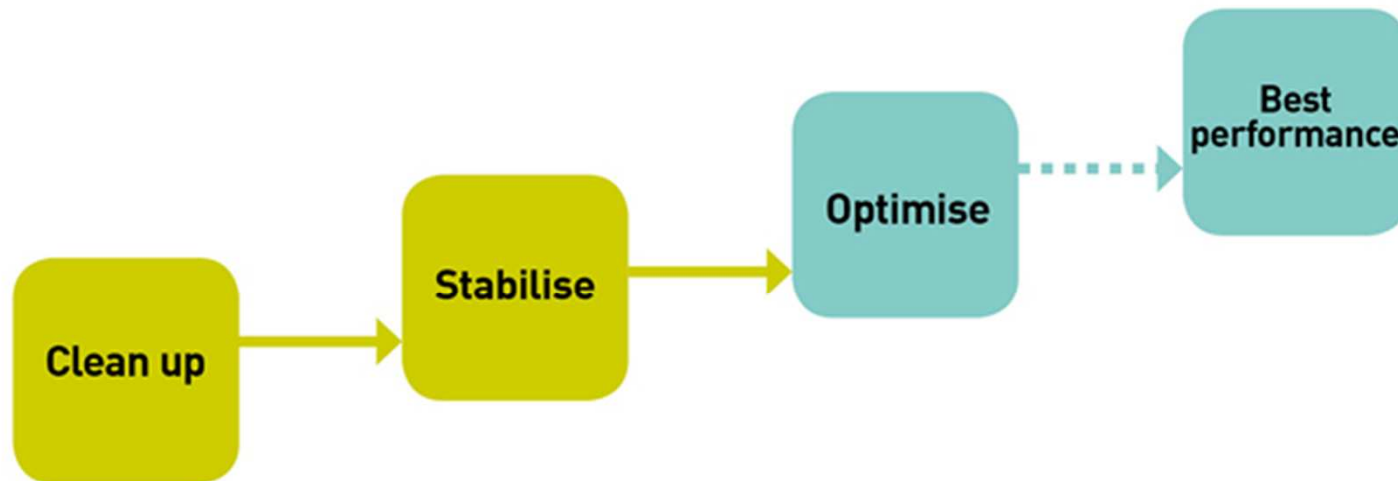 Clean up
Stabilise
Optimise
Best
performance